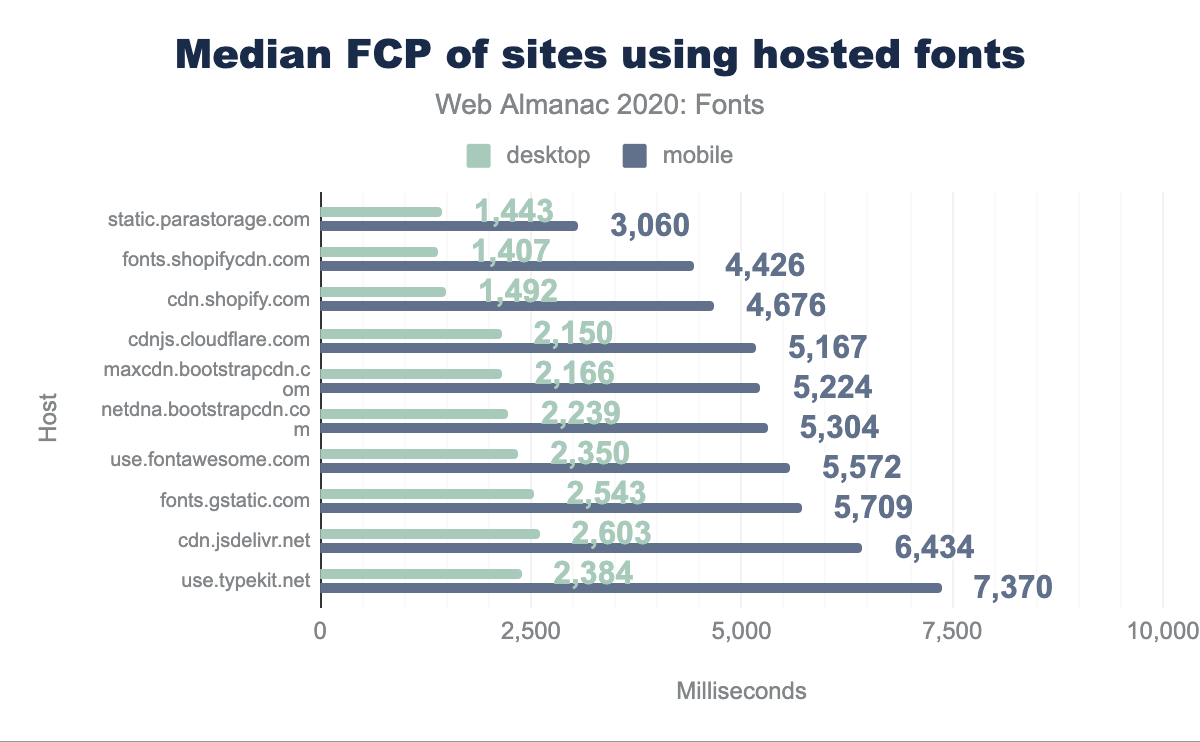 Median FCP of sites using hosted fonts
Web Almanac 2020: Fonts
desktop mobile
static.parastorage.com 1,443 3,060
fonts.shopifycdn.com 1,407 4,426
cdn.shopify.com 1,492 4,676
cdnjs.cloudflare.com 2,150 5,167
maxcdn.bootstrapcdn.c
om 2,166 5,224
netdna.bootstrapcdn.co
m 2,239 5,304
use.fontawesome.com 2,350 5,572
fonts.gstatic.com 2,543 5,709
cdn.jsdelivr.net 2,603 6,434
use.typekit.net 2,384 7,370
Host
0 2,500 5,000 7,500 10,000
Milliseconds